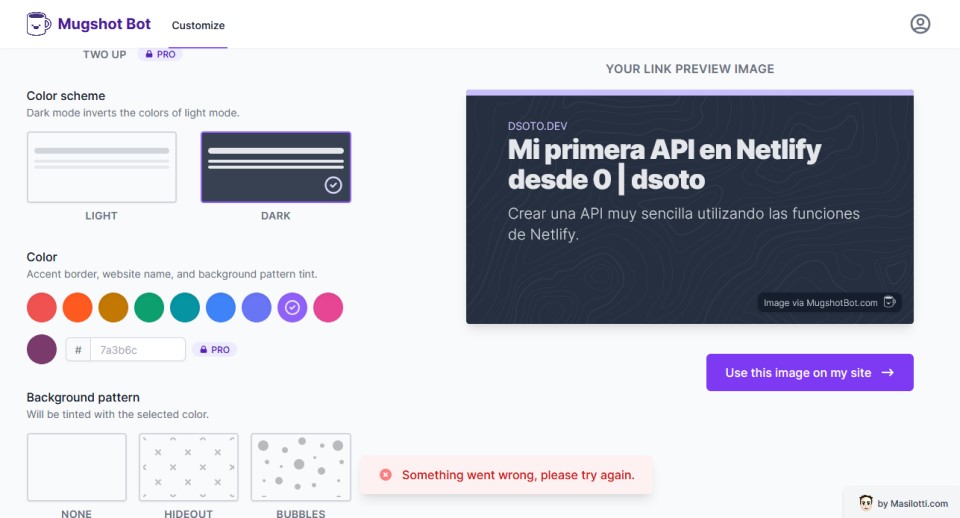 Mugshot Bot
Customize
TWO UP
PRO
Color scheme
Dark mode inverts the colors of light mode.
LIGHT
DARK
Color
Accent border, website name, and background pattern tint.
#
7a3b6c
PRO
Background pattern
Will be tinted with the selected color.
NONE
HIDEOUT
BUBBLES
YOUR LINK PREVIEW IMAGE
DSOTO.DEV
Mi primera API en Netlify
desde 0 | dsoto
Crear una API muy sencilla utilizando las funciones
de Netlify.
Image via MugshotBot.com
Use this image on my site →
Something went wrong, please try again.
by Masilotti.com